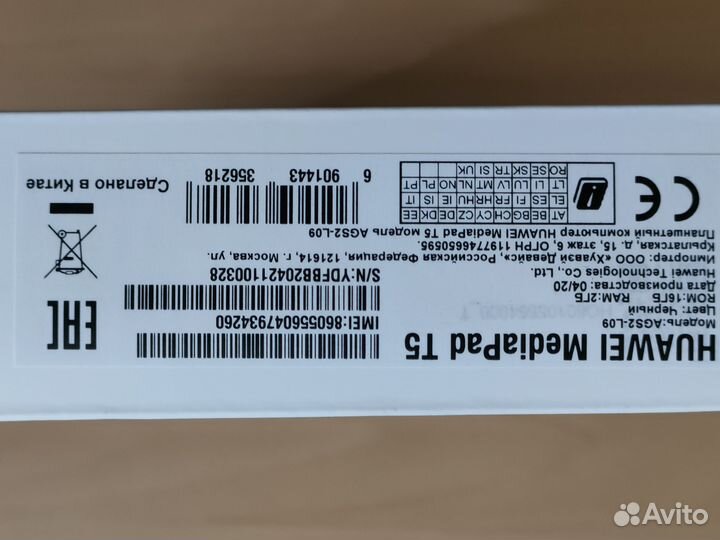 HUAWEI MediaPad T5
Модель:AGS2-L09
Цвет: Черный
ROM:16ГБ RAM:2ГБ
Дата производства: 04/20
Huawei Technologies Co., Ltd.
Импортер: ООО «Хуавэй Девайс», Российская Федерация, 121614, г. Москва, ул.
Крылатская, д. 15, этаж 6, ОГРН 1197746650595.
Планшетный компьютер HUAWEI MediaPad T5 модель AGS2-L09
IMEI:860556047934260
S/N:YDFBB20421100328
EAC
CE
AT BE BG CH CY CZ DE DK EE
EL ES FI FR HR HU IE IS IT
LT LI LU LV MT NL NO PL PT
RO SE SK TR SI UK
6 901443 356218
Сделано в Китае
Avito